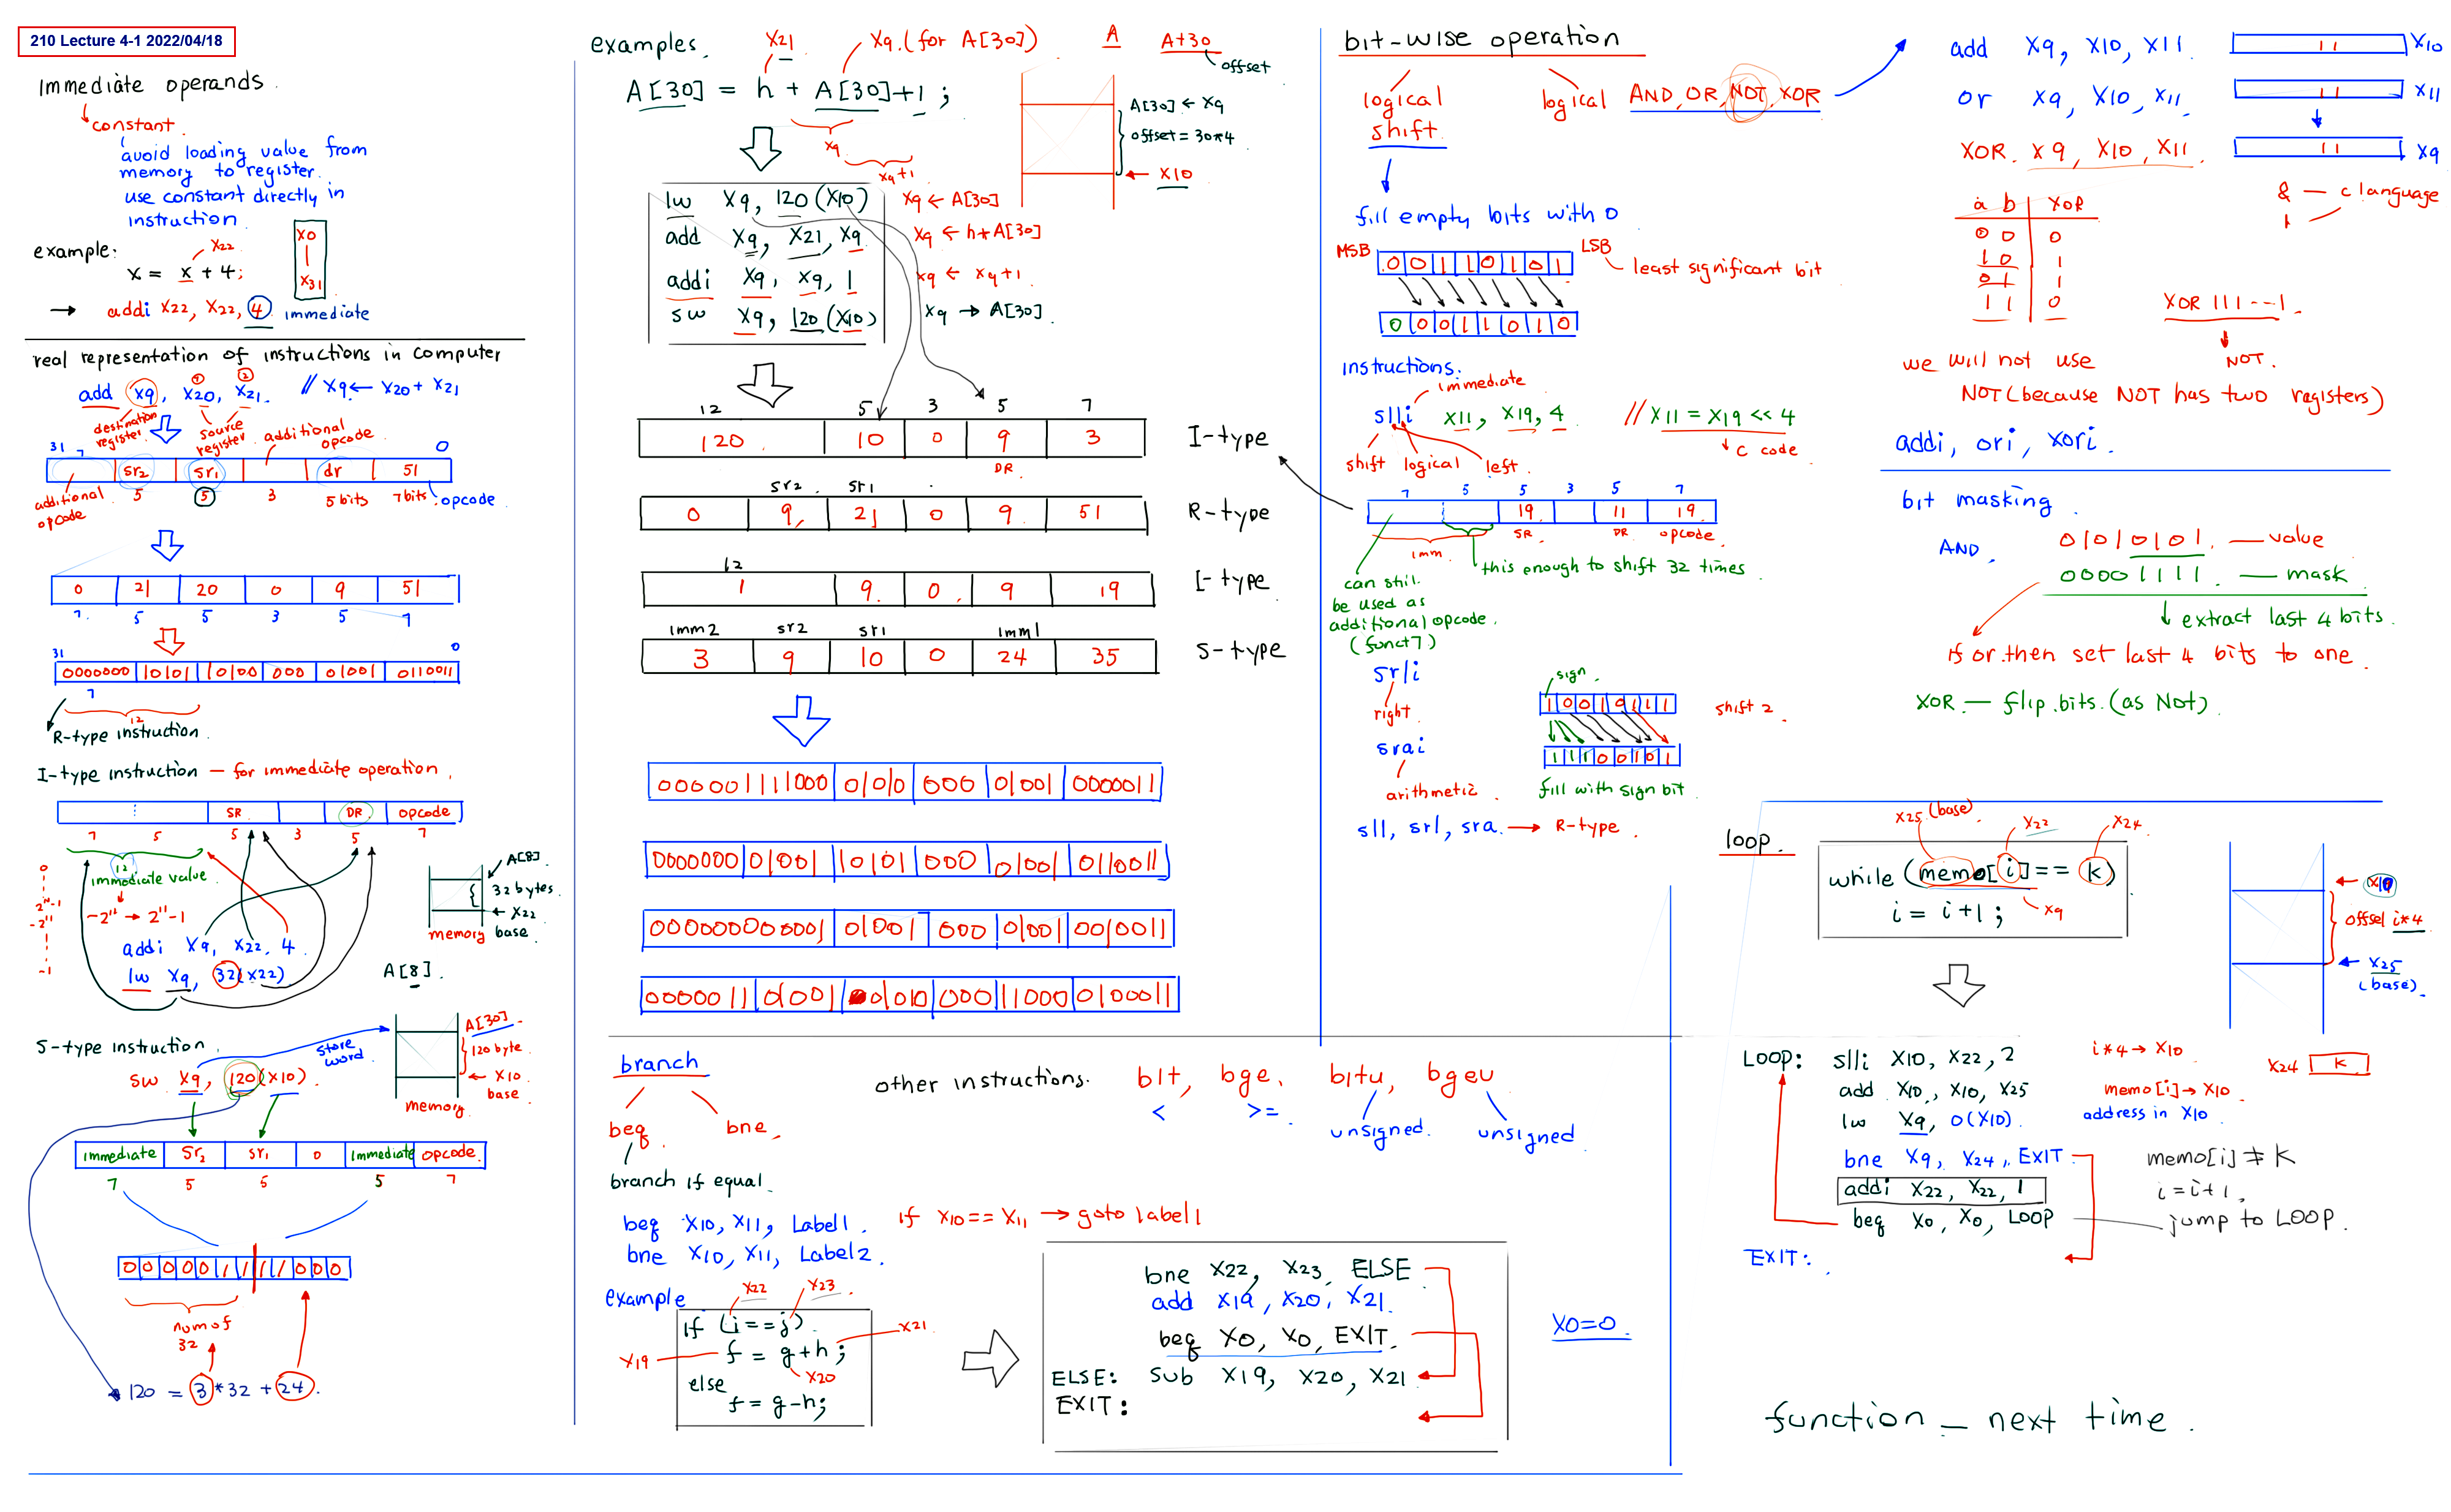 210 Lecture 4-1 2022/04/18
Immediate operands.
constant.
avoid loading value from
memory to register.
use constant directly in
instruction.
example:
x22
x = x + 4;
x0
x31
→ addi x22, x22, 4 immediate
real representation of instructions in computer
add x9, x20, x21. // x9 ← x20 + x21
1 2
destination register
source register
additional opcode
31 7 0
sr2 sr1 dr 51
additional opcode 5 5 3 5 bits 7 bits opcode
0 21 20 0 9 51
7 5 5 3 5 7
31 0
0000000 10101 10100 000 01001 0110011
7
12
R-type instruction.
I-type instruction — for immediate operation.
SR DR opcode
7 5 5 3 5 7
12
immediate value
-2^11 → 2^11-1
0
2^11-1
-2^11
-1
addi x9, x22, 4
lw x9, 32(x22)
A[8]
32 bytes.
x22
base
memory
A[8].
S-type instruction.
store word
sw x9, 120(x10).
A[30]
120 byte
x10
base
memory.
immediate sr2 sr1 0 immediate opcode
7 5 5 5 7
0 0 0 0 0 1 1 1 1 0 0 0
num of
32
120 = 3*32 + 24.
examples.
x21 x9. (for A[30])
A A+30
offset
A[30] = h + A[30]+1;
x9
x9+1
A[30] ← x9
offset = 30*4
x10
lw x9, 120(x10) x9 ← A[30]
add x9, x21, x9 x9 ← h+A[30]
addi x9, x9, 1 x9 ← x9+1
sw x9, 120(x10) x9 → A[30]
12 5 3 5 7
120 10 0 9 3 I-type
DR
sr2 sr1
0 9 21 0 9 51 R-type
12
1 9 0 9 19 I-type
imm2 sr2 sr1 imm1
3 9 10 0 24 35 S-type
000001111000 01010 000 01001 0000011
0000000 01001 10101 000 01001 0110011
000000000001 01001 000 01001 0010011
0000011 01001 01010 000 11000 0100011
branch
beq bne
branch if equal
other instructions. blt, bge, bltu, bgeu
< >= unsigned. unsigned
beq x10, x11, Label1. if x10 == x11 → goto label1
bne x10, x11, Label2.
example
x22 x23
if (i==j)
f = g+h; x21
x19 x20
else
f = g-h;
bne x22, x23, ELSE
add x19, x20, x21
beq x0, x0, EXIT
ELSE: sub x19, x20, x21
EXIT:
x0=0
bit-wise operation
logical
shift
logical AND, OR, NOT, XOR
fill empty bits with 0
MSB 0 0 1 1 0 1 0 1 LSB
least significant bit
0 0 0 1 1 0 1 0
instructions.
immediate
slli x11, x19, 4 // x11 = x19 << 4
c code
shift logical left
7 5 5 3 5 7
19 11 19
imm SR DR opcode
this enough to shift 32 times
can still
be used as
additional opcode.
(funct7)
srli
right
srai
arithmetic
sign
1 0 0 1 0 1 1 1 shift 2
1 1 1 0 0 1 0 1
fill with sign bit
sll, srl, sra → R-type
add x9, x10, x11
or x9, x10, x11
XOR. x9, x10, x11
11 x10
11 x11
11 x9
& — c language
|
a b XOR
0 0 0
1 0 1
0 1 1
1 1 0
XOR 111---1
NOT.
we will not use
NOT (because NOT has two registers)
addi, ori, xori.
bit masking
AND. 01010101. — value
00001111. — mask
extract last 4 bits.
if or then set last 4 bits to one.
XOR — flip bits. (as Not)
loop.
x25 (base) x22 x24
while (memo[i]== k)
i = i+1; x9
offset i*4
x25
(base)
LOOP: slli x10, x22, 2 i*4 → x10
add x10, x10, x25 memo[i] → x10
lw x9, 0(x10). address in x10
x24 k
bne x9, x24, EXIT memo[i] ≠ k
addi x22, x22, 1 i=i+1.
beq x0, x0, LOOP jump to LOOP.
EXIT:
function — next time.